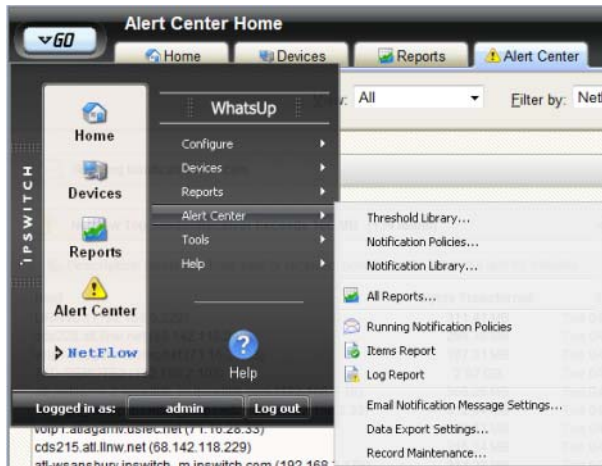 Alert Center Home
GO
Home
Devices
Reports
Alert Center
All
Filter by:
IPSWITCH
Home
Devices
Reports
Alert Center
NetFlow
WhatsUp
Configure
Devices
Reports
Alert Center
Tools
Help
Help
Threshold Library...
Notification Policies...
Notification Library...
All Reports...
Running Notification Policies
Items Report
Log Report
Email Notification Message Settings...
Data Export Settings...
Record Maintenance...
Logged in as:
admin
Log out
cds215.atl.llnw.net (68.142.118.229)